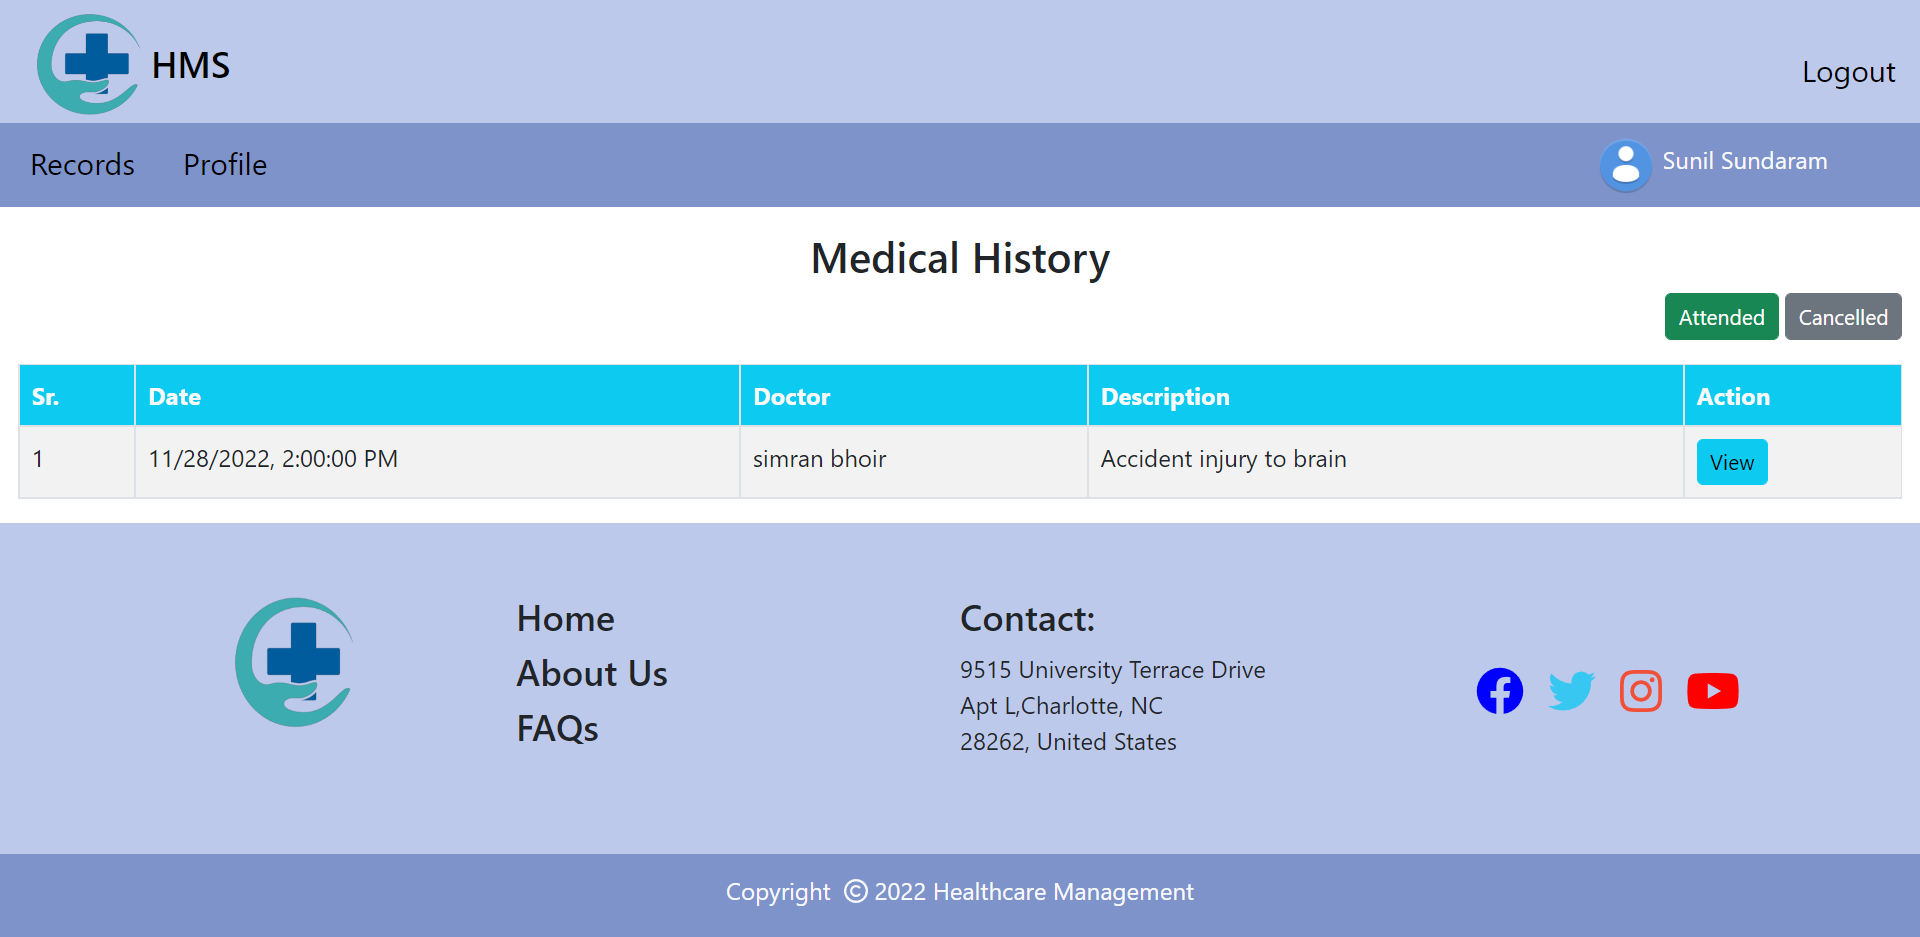 HMS
Logout
Records Profile Sunil Sundaram
Medical History
Attended Cancelled
Sr. Date Doctor Description Action
1 11/28/2022, 2:00:00 PM simran bhoir Accident injury to brain View
Home
About Us
FAQs
Contact:
9515 University Terrace Drive
Apt L,Charlotte, NC
28262, United States
Copyright © 2022 Healthcare Management